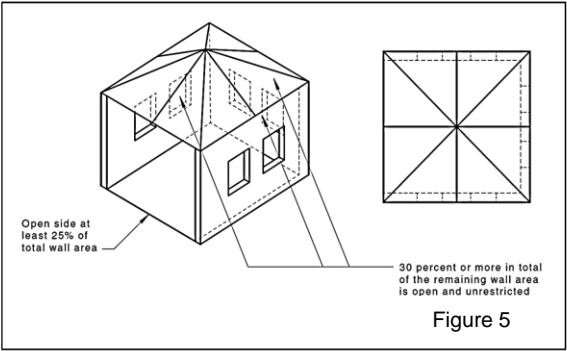 Open side at
least 25% of
total wall area
30 percent or more in total
of the remaining wall area
is open and unrestricted
Figure 5